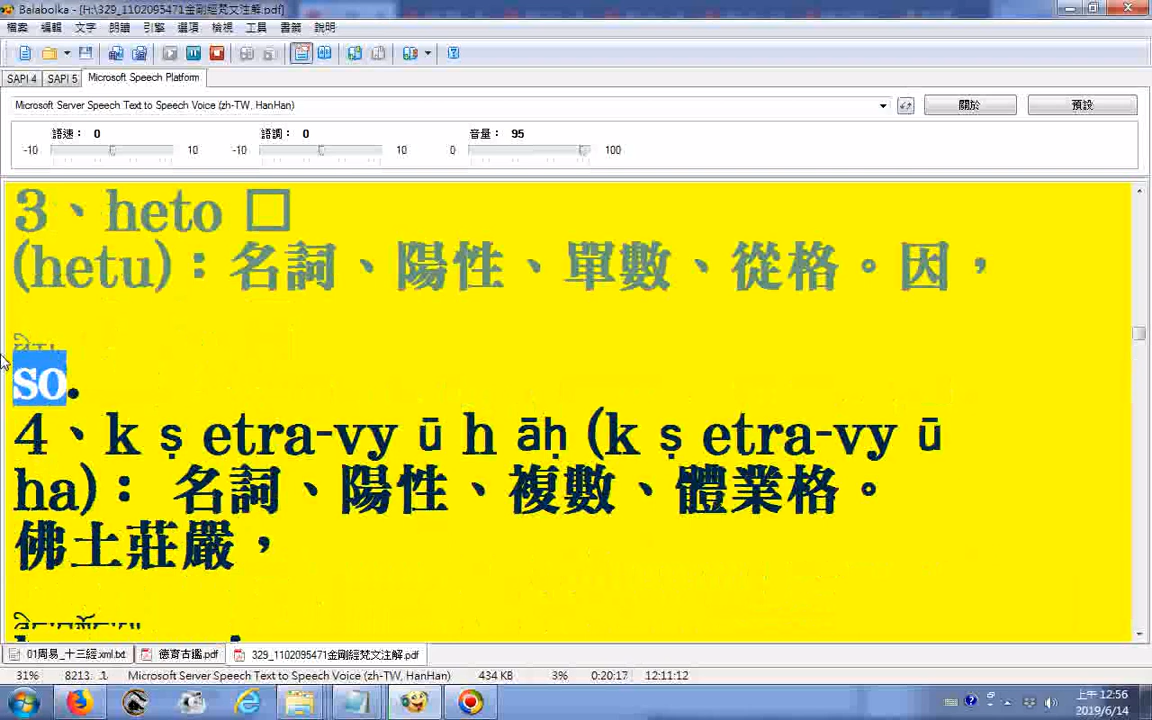 Balabolka - [H:\329_1102095471金剛經梵文注解.pdf]
檔案 編輯 文字 朗讀 引擎 選項 檢視 工具 書籤 說明
SAPI 4 SAPI 5 Microsoft Speech Platform
Microsoft Server Speech Text to Speech Voice (zh-TW, HanHan) 關於 預設
語速： 0 語調： 0 音量： 95
-10 10 -10 10 0 100
3、heto □
(hetu)：名詞、陽性、單數、從格。因，
so.
4、k ṣ etra-vy ū h āḥ (k ṣ etra-vy ū
ha)： 名詞、陽性、複數、體業格。
佛土莊嚴，
01周易_十三經.xml.txt 德育古鑑.pdf 329_1102095471金剛經梵文注解.pdf
31% 8213: 1 Microsoft Server Speech Text to Speech Voice (zh-TW, HanHan) 434 KB 3% 0:20:17 12:11:12
上午 12:56
2019/6/14